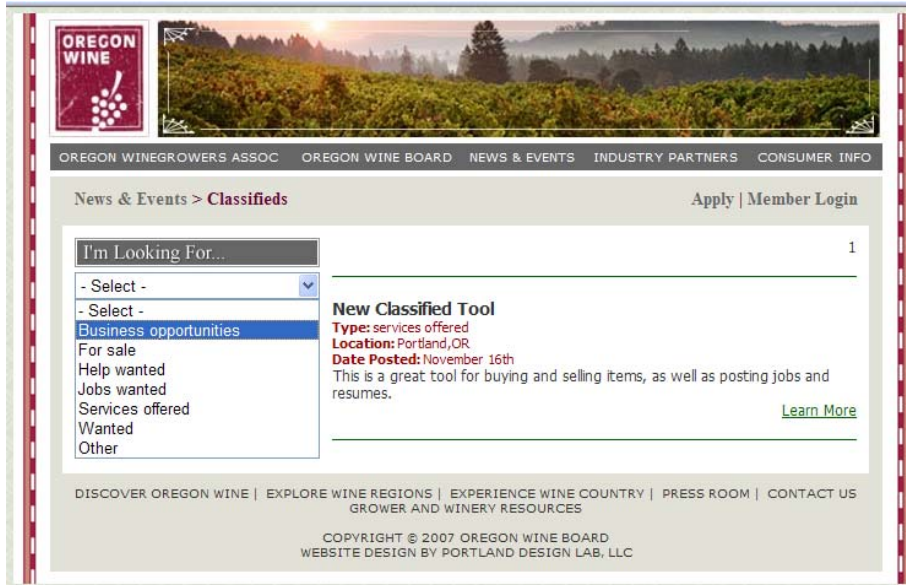 OREGON
WINE
OREGON WINEGROWERS ASSOC OREGON WINE BOARD NEWS & EVENTS INDUSTRY PARTNERS CONSUMER INFO
News & Events > Classifieds Apply | Member Login
I'm Looking For...
1
- Select -
- Select -
Business opportunities
For sale
Help wanted
Jobs wanted
Services offered
Wanted
Other
New Classified Tool
Type: services offered
Location: Portland,OR
Date Posted: November 16th
This is a great tool for buying and selling items, as well as posting jobs and
resumes.
Learn More
DISCOVER OREGON WINE | EXPLORE WINE REGIONS | EXPERIENCE WINE COUNTRY | PRESS ROOM | CONTACT US
GROWER AND WINERY RESOURCES
COPYRIGHT © 2007 OREGON WINE BOARD
WEBSITE DESIGN BY PORTLAND DESIGN LAB, LLC